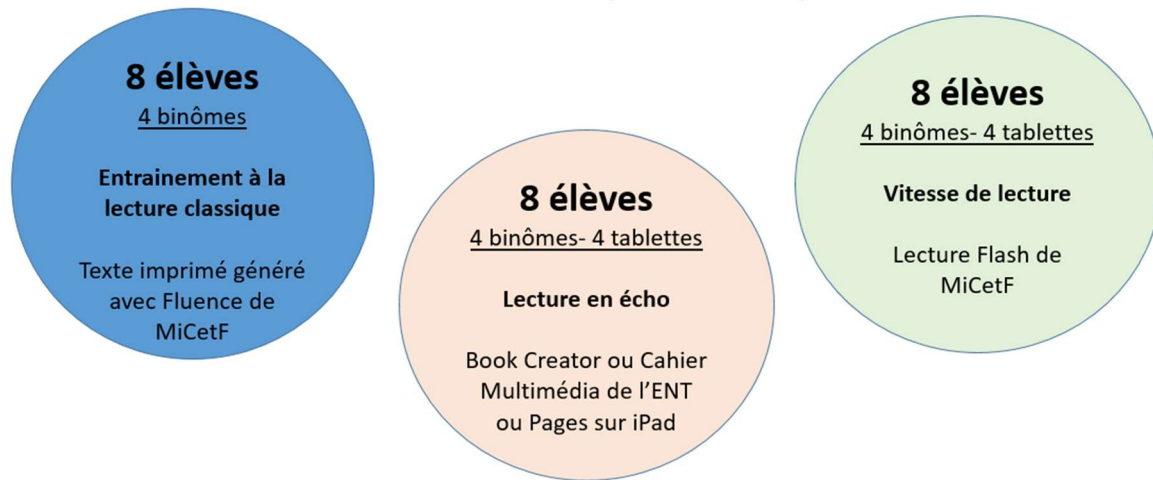 8 élèves
4 binômes
Entrainement à la
lecture classique
Texte imprimé généré
avec Fluence de
MiCetF
8 élèves
4 binômes- 4 tablettes
Lecture en écho
Book Creator ou Cahier
Multimédia de l'ENT
ou Pages sur iPad
8 élèves
4 binômes- 4 tablettes
Vitesse de lecture
Lecture Flash de
MiCetF